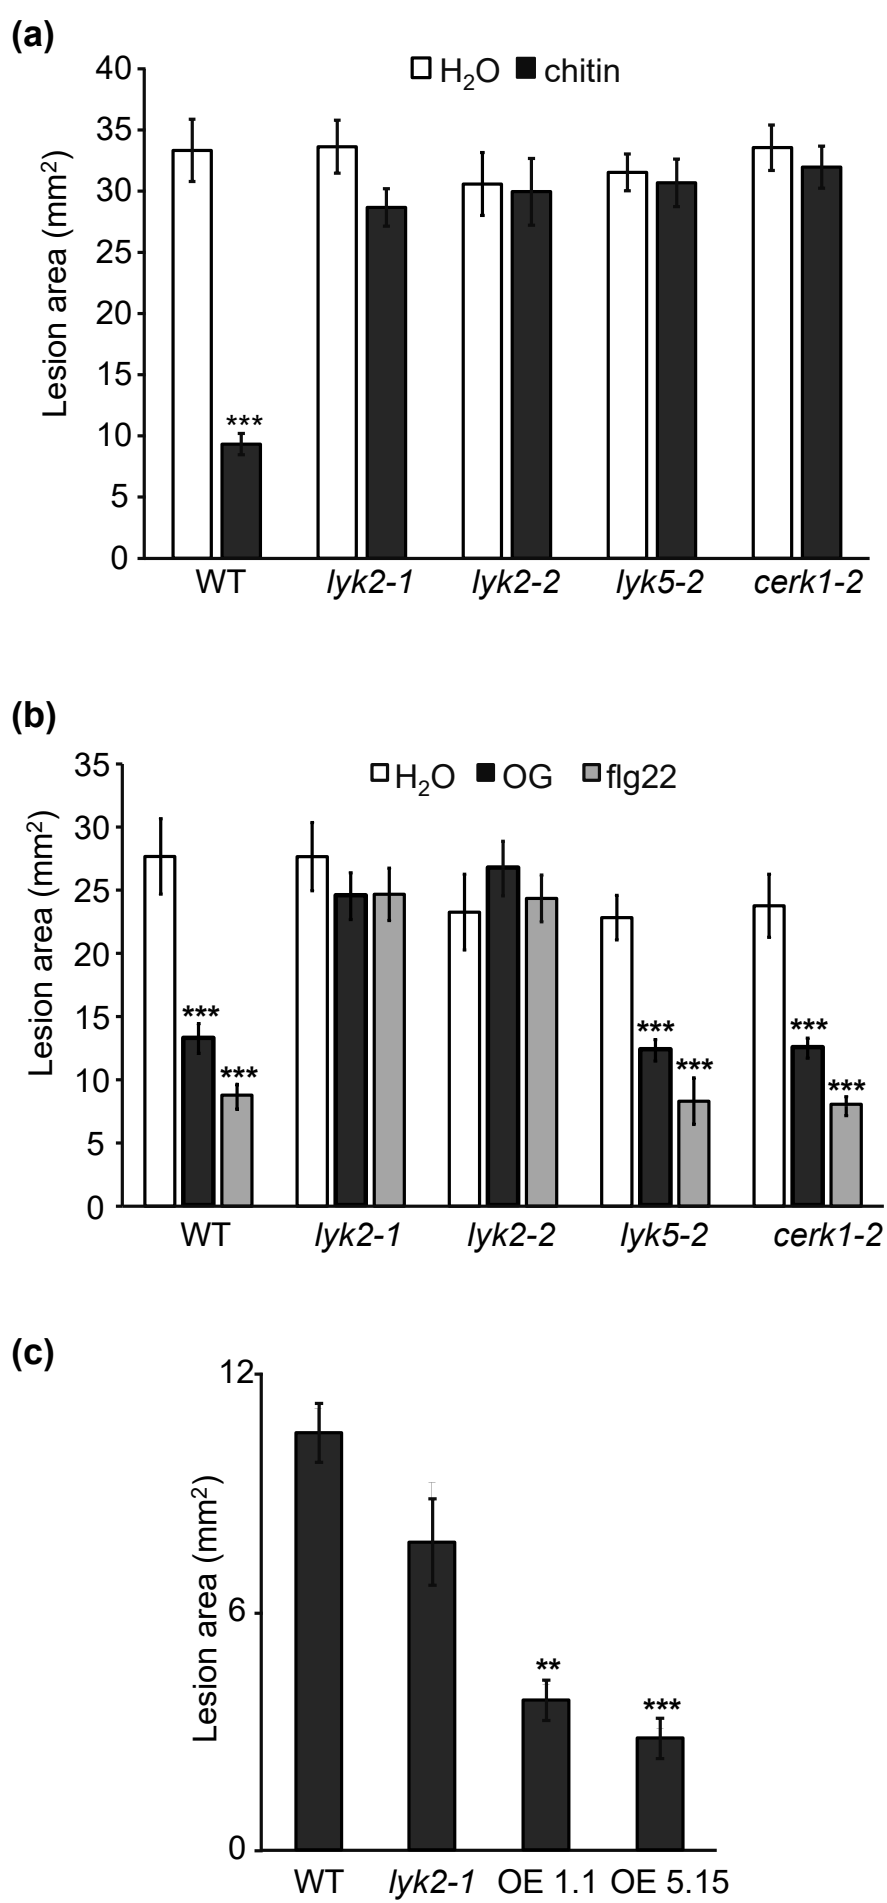 (a)
H₂O chitin
Lesion area (mm²)
40
35
30
25
20
15
10
5
0
***
WT lyk2-1 lyk2-2 lyk5-2 cerk1-2
(b)
H₂O OG flg22
Lesion area (mm²)
35
30
25
20
15
10
5
0
*** *** *** *** *** ***
WT lyk2-1 lyk2-2 lyk5-2 cerk1-2
(c)
Lesion area (mm²)
12
6
0
** ***
WT lyk2-1 OE 1.1 OE 5.15